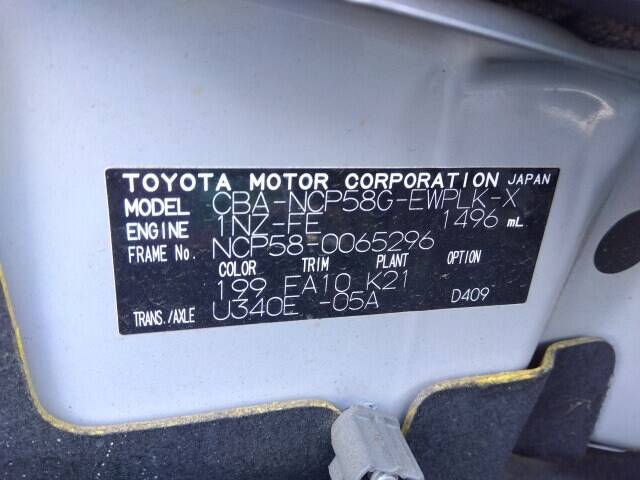 TOYOTA MOTOR CORPORATION JAPAN
MODEL CBA-NCP58G-EWPLK-X
ENGINE 1NZ-FE 1496 mL
FRAME No. NCP58-0065296
COLOR TRIM PLANT OPTION
199 FA10 K21
TRANS./AXLE U340E -05A D409